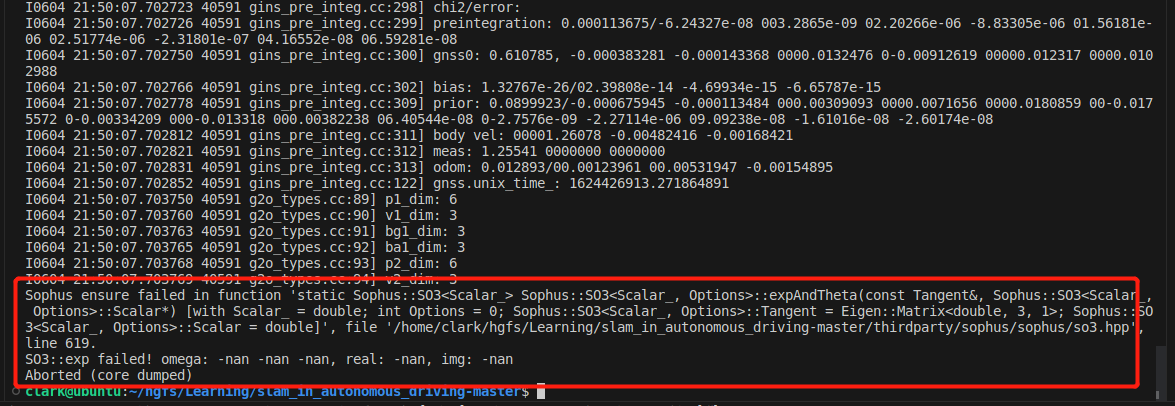 I0604 21:50:07.702723 40591 gins_pre_integ.cc:298] chi2/error:
I0604 21:50:07.702726 40591 gins_pre_integ.cc:299] preintegration: 0.000113675/-6.24327e-08 003.2865e-09 02.20266e-06 -8.83305e-06 01.56181e-
06 02.51774e-06 -2.31801e-07 04.16552e-08 06.59281e-08
I0604 21:50:07.702750 40591 gins_pre_integ.cc:300] gnss0: 0.610785, -0.000383281 -0.000143368 0000.0132476 0-0.00912619 00000.012317 0000.010
2988
I0604 21:50:07.702766 40591 gins_pre_integ.cc:302] bias: 1.32767e-26/02.39808e-14 -4.69934e-15 -6.65787e-15
I0604 21:50:07.702778 40591 gins_pre_integ.cc:309] prior: 0.0899923/-0.000675945 -0.000113484 000.00309093 0000.0071656 0000.0180859 00-0.017
5572 0-0.00334209 000-0.013318 000.00382238 06.40544e-08 0-2.7576e-09 -2.27114e-06 09.09238e-08 -1.61016e-08 -2.60174e-08
I0604 21:50:07.702812 40591 gins_pre_integ.cc:311] body vel: 00001.26078 -0.00482416 -0.00168421
I0604 21:50:07.702821 40591 gins_pre_integ.cc:312] meas: 1.25541 0000000 0000000
I0604 21:50:07.702831 40591 gins_pre_integ.cc:313] odom: 0.012893/00.00123961 00.00531947 -0.00154895
I0604 21:50:07.702852 40591 gins_pre_integ.cc:122] gnss.unix_time_: 1624426913.271864891
I0604 21:50:07.703750 40591 g2o_types.cc:89] p1_dim: 6
I0604 21:50:07.703760 40591 g2o_types.cc:90] v1_dim: 3
I0604 21:50:07.703763 40591 g2o_types.cc:91] bg1_dim: 3
I0604 21:50:07.703765 40591 g2o_types.cc:92] ba1_dim: 3
I0604 21:50:07.703768 40591 g2o_types.cc:93] p2_dim: 6
I0604 21:50:07.703769 40591 g2o_types.cc:94] v2_dim: 3
Sophus ensure failed in function 'static Sophus::SO3<Scalar_> Sophus::SO3<Scalar_, Options>::expAndTheta(const Tangent&, Sophus::SO3<Scalar_,
 Options>::Scalar*) [with Scalar_ = double; int Options = 0; Sophus::SO3<Scalar_, Options>::Tangent = Eigen::Matrix<double, 3, 1>; Sophus::SO
3<Scalar_, Options>::Scalar = double]', file '/home/clark/hgfs/Learning/slam_in_autonomous_driving-master/thirdparty/sophus/sophus/so3.hpp',
line 619.
SO3::exp failed! omega: -nan -nan -nan, real: -nan, img: -nan
Aborted (core dumped)
clark@ubuntu:~/hgfs/Learning/slam_in_autonomous_driving-master$